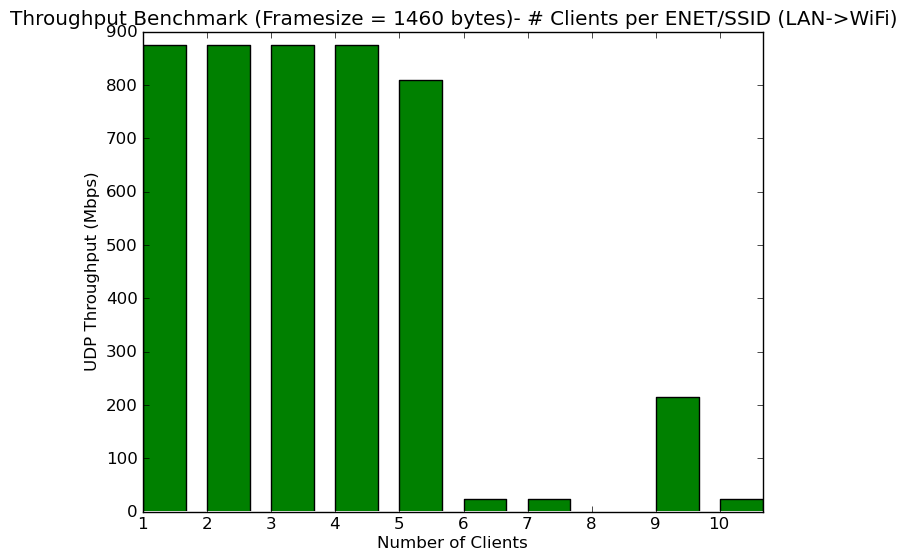 Throughput Benchmark (Framesize = 1460 bytes)- # Clients per ENET/SSID (LAN->WiFi)
900
800
700
600
500
400
300
200
100
0
UDP Throughput (Mbps)
1 2 3 4 5 6 7 8 9 10
Number of Clients